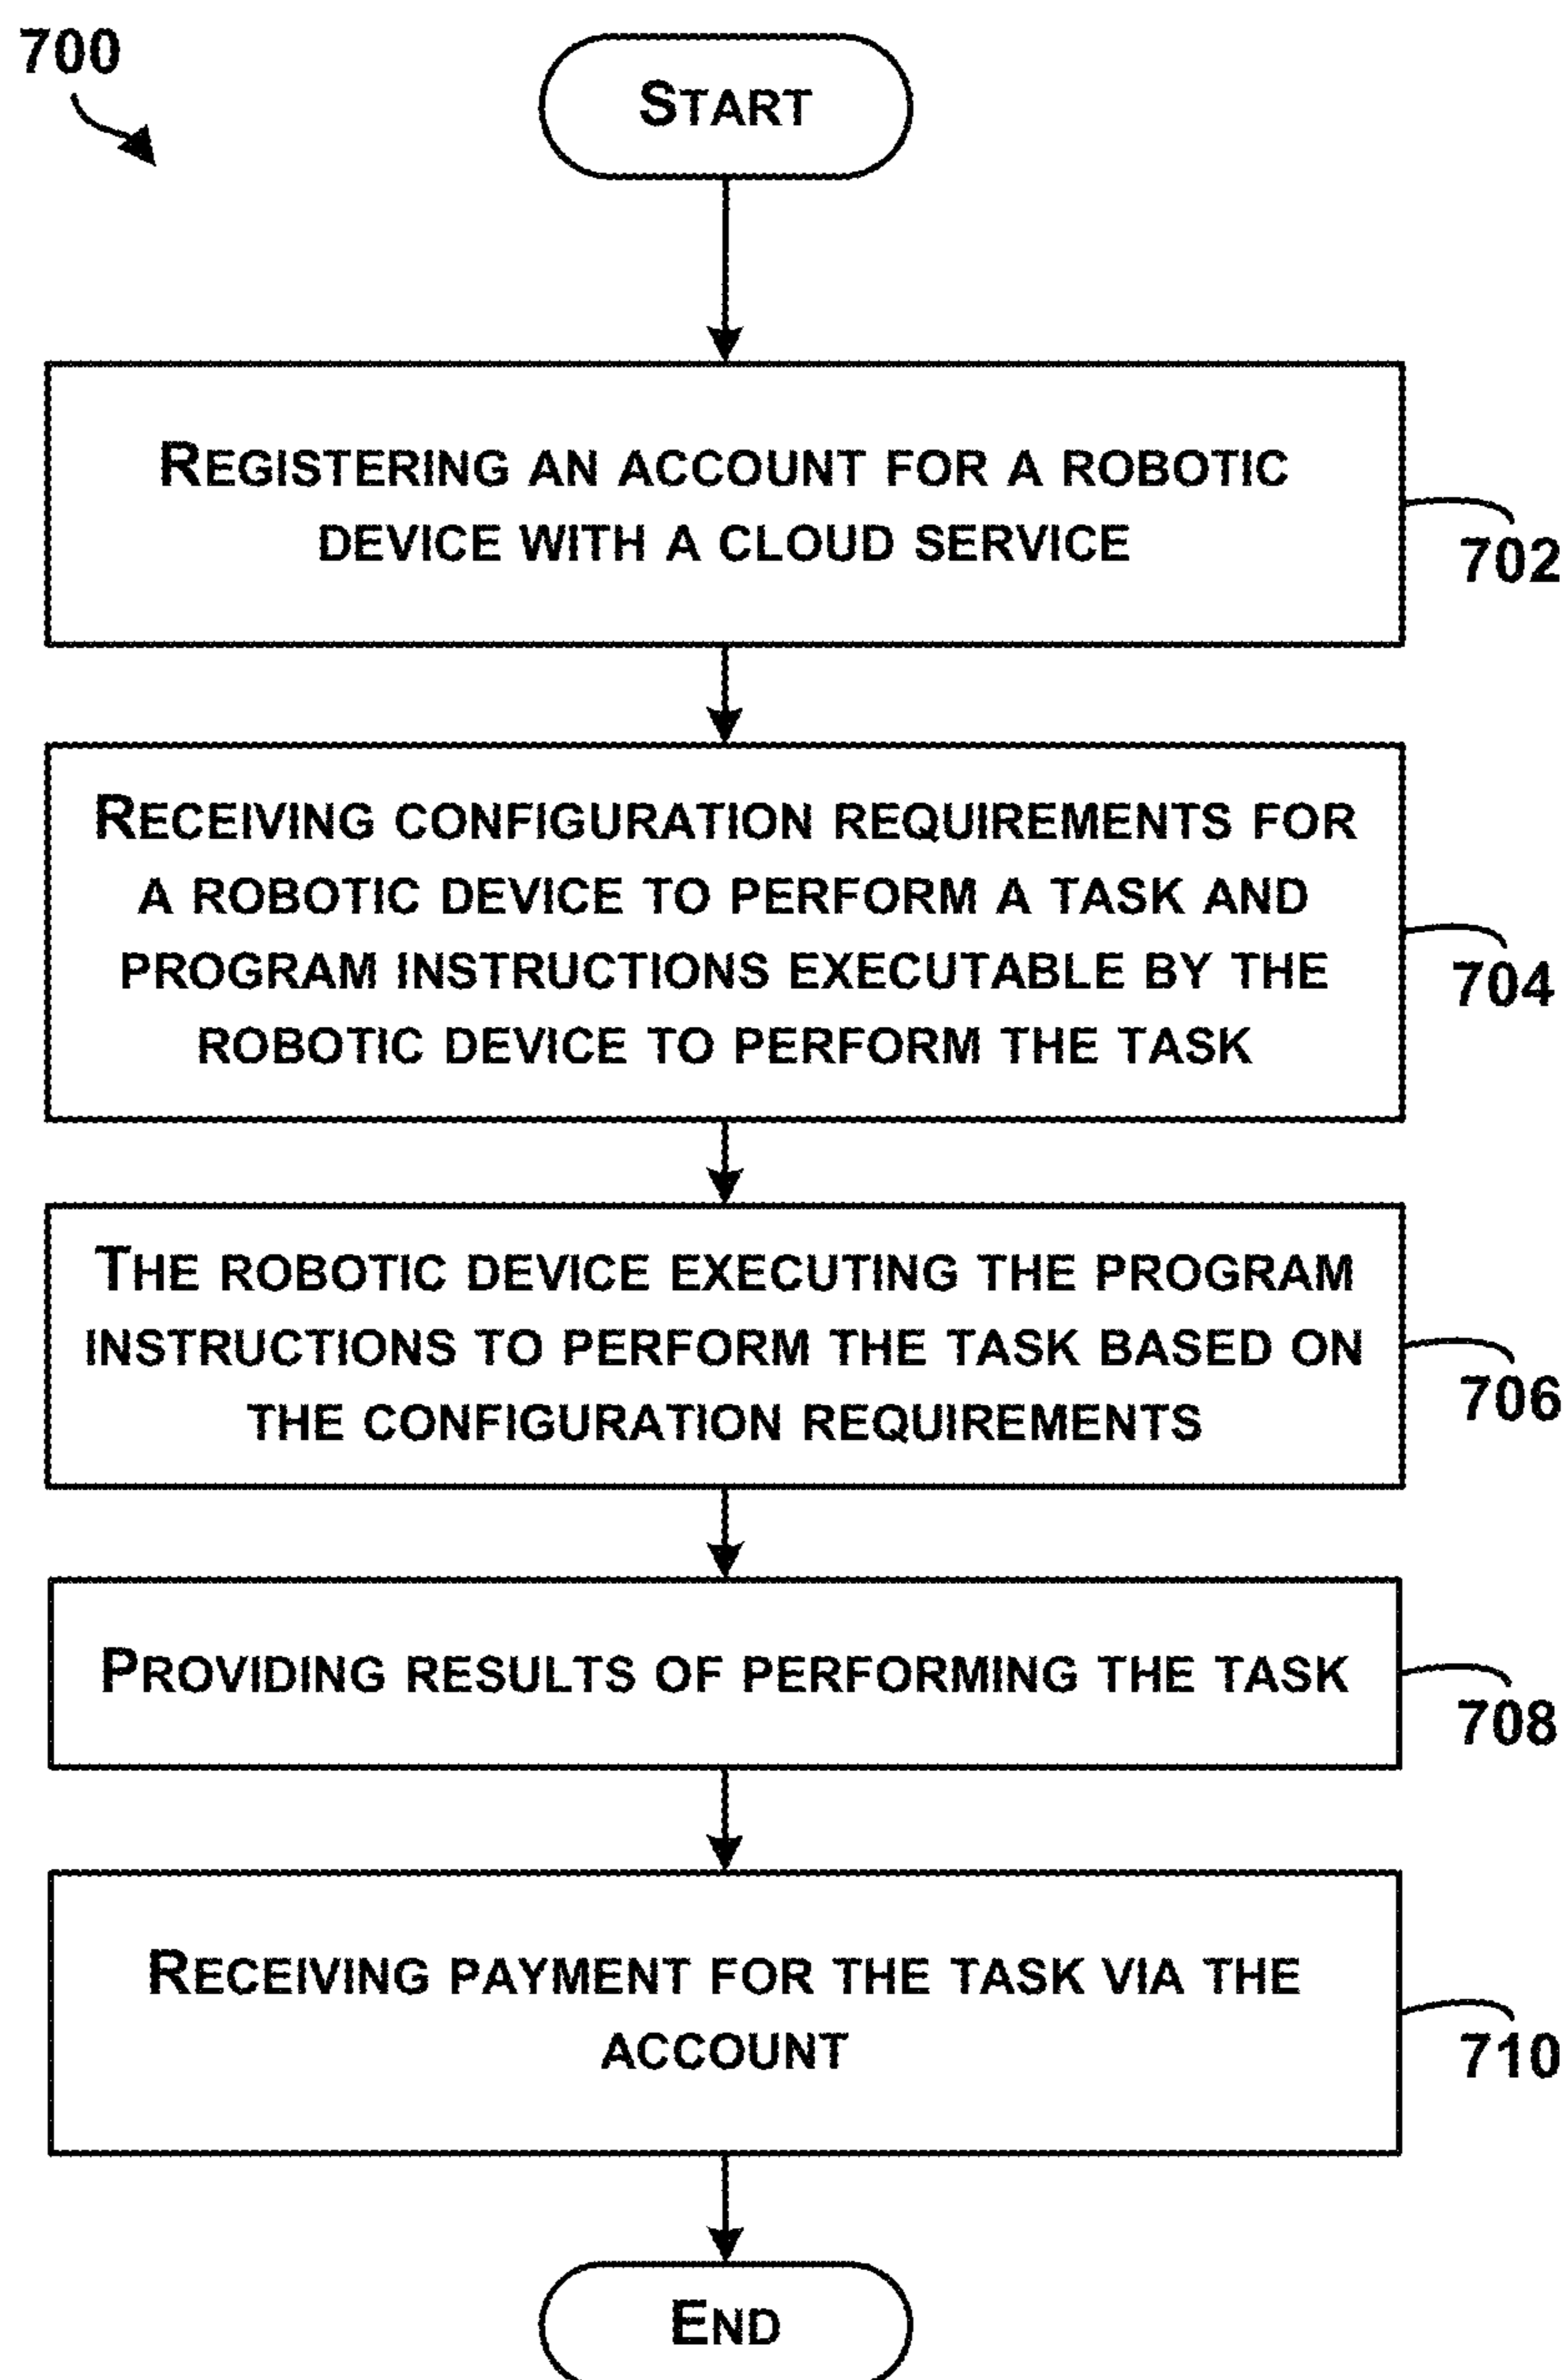 700
START
REGISTERING AN ACCOUNT FOR A ROBOTIC
DEVICE WITH A CLOUD SERVICE
702
RECEIVING CONFIGURATION REQUIREMENTS FOR
A ROBOTIC DEVICE TO PERFORM A TASK AND
PROGRAM INSTRUCTIONS EXECUTABLE BY THE
ROBOTIC DEVICE TO PERFORM THE TASK
704
THE ROBOTIC DEVICE EXECUTING THE PROGRAM
INSTRUCTIONS TO PERFORM THE TASK BASED ON
THE CONFIGURATION REQUIREMENTS
706
PROVIDING RESULTS OF PERFORMING THE TASK
708
RECEIVING PAYMENT FOR THE TASK VIA THE
ACCOUNT
710
END